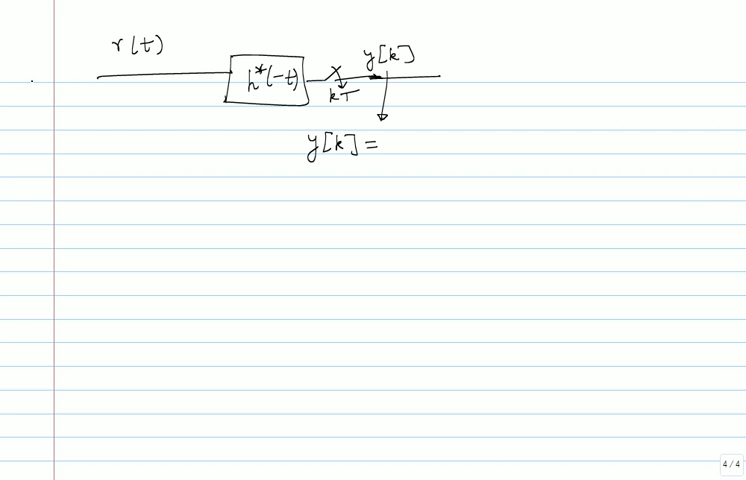 r(t)
y[k]
h*(-t)
kT
y[k] =
4 / 4